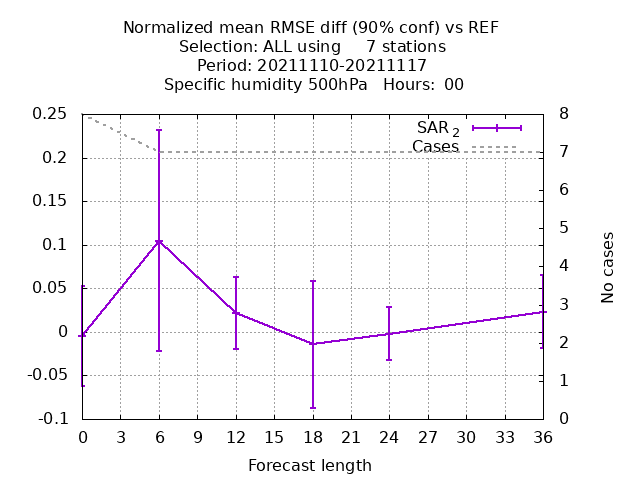 Normalized mean RMSE diff (90% conf) vs REF
Selection: ALL using 7 stations
Period: 20211110-20211117
Specific humidity 500hPa Hours: 00
0.25 8
SAR 2
Cases
0.2 7
6
0.15
5
0.1
4
0.05
No cases
3
0
2
-0.05
1
-0.1 0
0 3 6 9 12 15 18 21 24 27 30 33 36
Forecast length